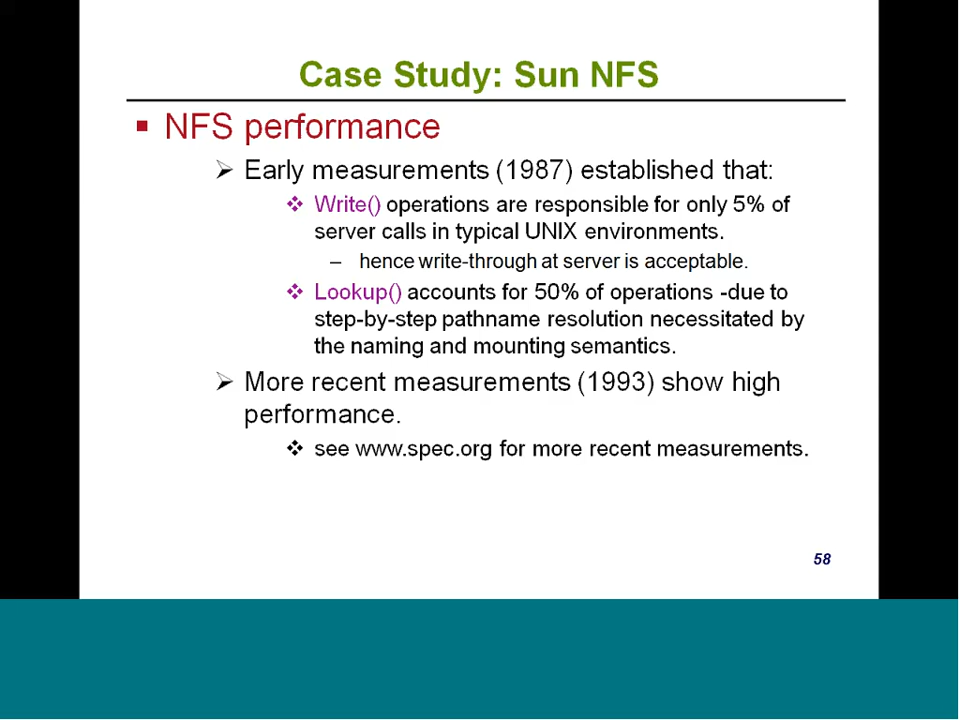 Case Study: Sun NFS
▪ NFS performance
➢ Early measurements (1987) established that:
❖ Write() operations are responsible for only 5% of
server calls in typical UNIX environments.
– hence write-through at server is acceptable.
❖ Lookup() accounts for 50% of operations -due to
step-by-step pathname resolution necessitated by
the naming and mounting semantics.
➢ More recent measurements (1993) show high
performance.
❖ see www.spec.org for more recent measurements.
58